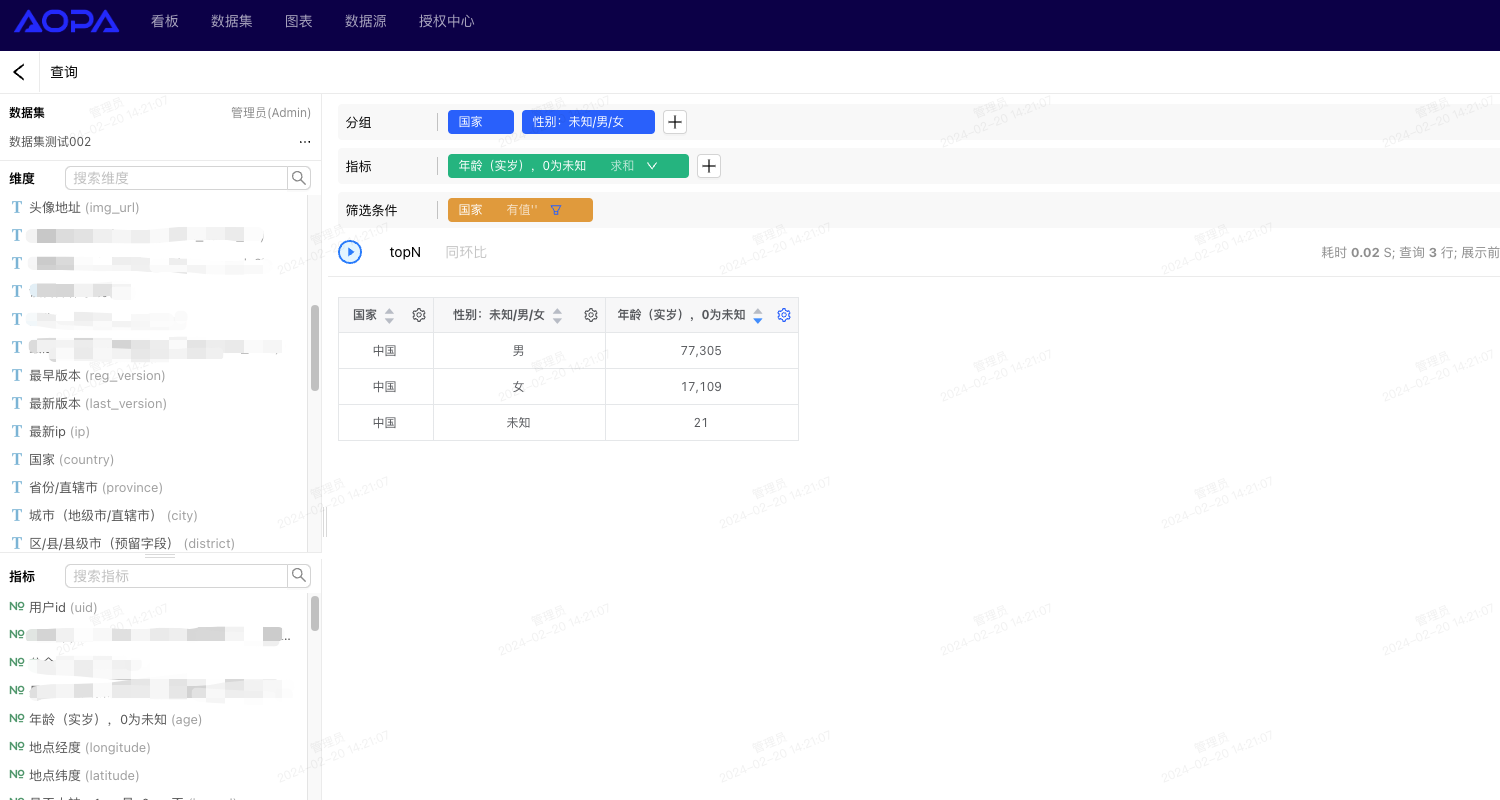 AOPA 看板 数据集 图表 数据源 授权中心
查询
数据集 管理员(Admin)
数据集测试002 ...
维度 搜索维度
T 头像地址 (img_url)
T
T
T
T
T
T 最早版本 (reg_version)
T 最新版本 (last_version)
T 最新ip (ip)
T 国家 (country)
T 省份/直辖市 (province)
T 城市（地级市/直辖市） (city)
T 区/县/县级市（预留字段） (district)
指标 搜索指标
№ 用户id (uid)
№ ...
№
№
№ 年龄（实岁），0为未知 (age)
№ 地点经度 (longitude)
№ 地点纬度 (latitude)
分组 国家 性别：未知/男/女
指标 年龄（实岁），0为未知 求和
筛选条件 国家 有值''
topN 同环比 耗时 0.02 S; 查询 3 行; 展示前
国家 性别：未知/男/女 年龄（实岁），0为未知
中国 男 77,305
中国 女 17,109
中国 未知 21
管理员
2024-02-20 14:21:07